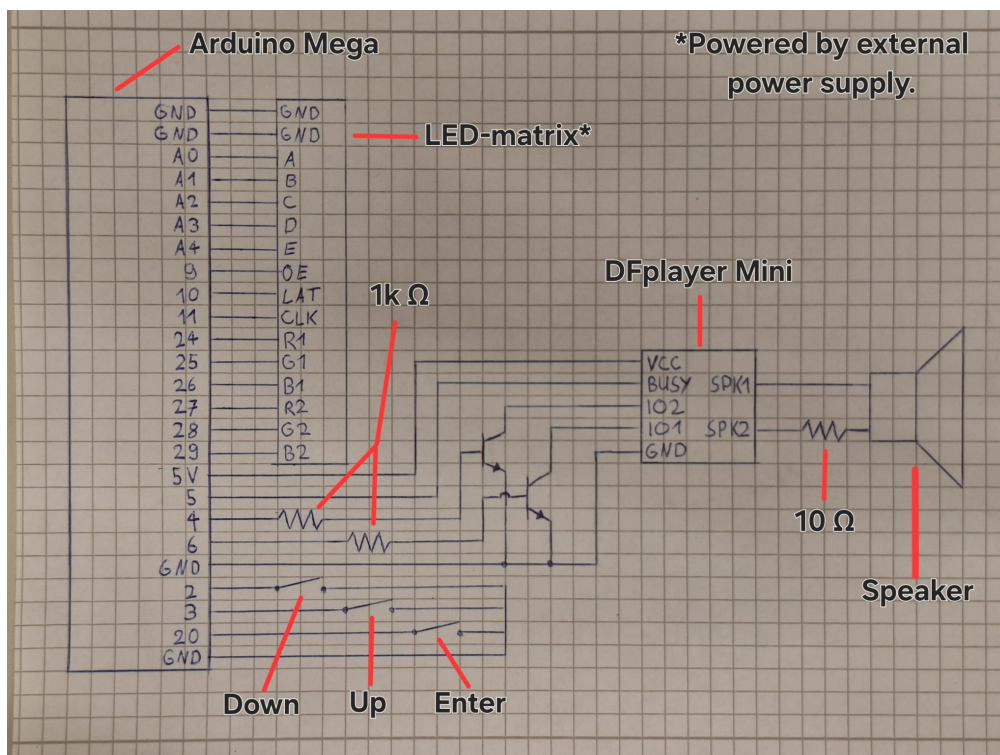 Arduino Mega
*Powered by external
power supply.
GND GND
GND GND
LED-matrix*
A0 A
A1 B
A2 C
A3 D
A4 E
9 OE
10 LAT
11 CLK
24 R1
25 G1
26 B1
27 R2
28 G2
29 B2
1k Ω
DFplayer Mini
VCC
BUSY SPK1
IO2
IO1 SPK2
GND
5V
5
4
6
GND
2
3
20
GND
10 Ω
Speaker
Down Up Enter